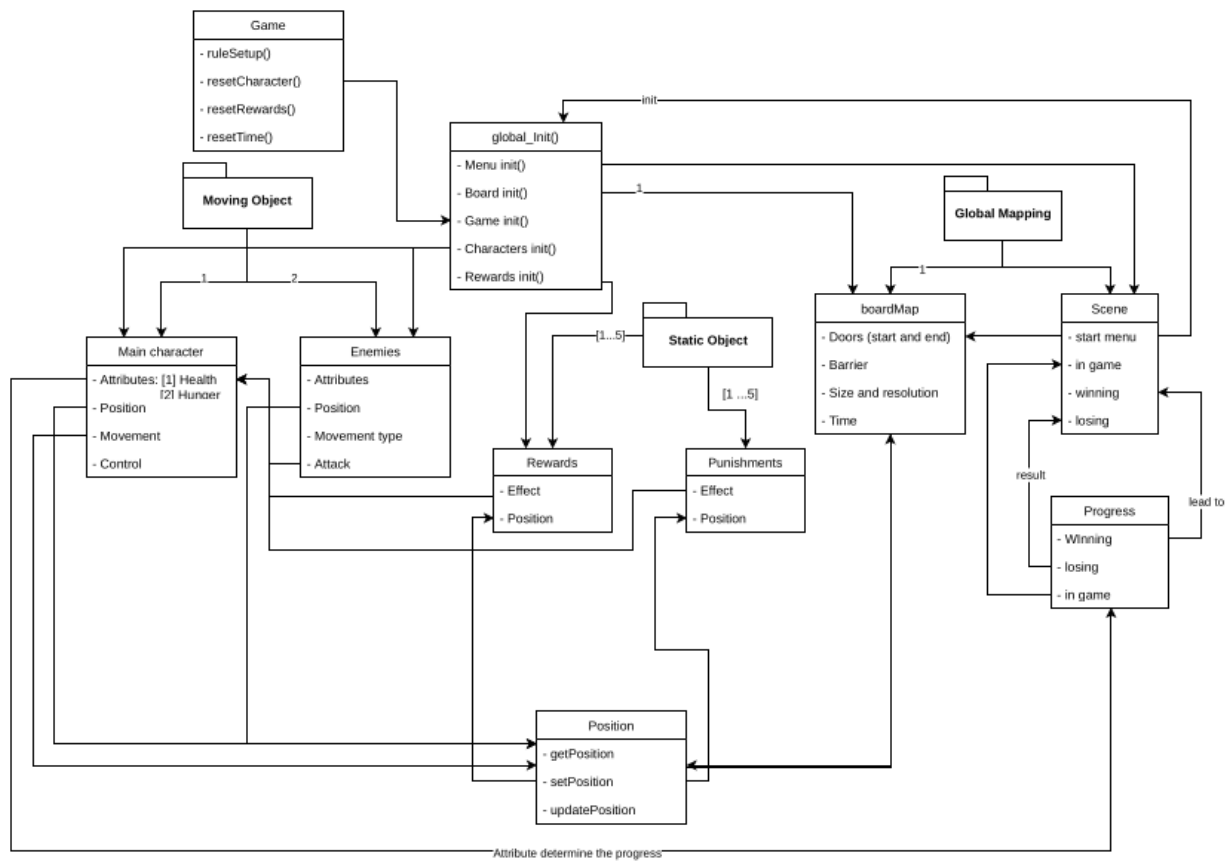 Game
- ruleSetup()
- resetCharacter()
- resetRewards()
- resetTime()
init
global_Init()
- Menu init()
- Board init()
- Game init()
- Characters init()
- Rewards init()
1
Moving Object
1
2
Global Mapping
1
Main character
- Attributes: [1] Health
[2] Hunger
- Position
- Movement
- Control
Enemies
- Attributes
- Position
- Movement type
- Attack
[1...5]
Static Object
[1 ...5]
boardMap
- Doors (start and end)
- Barrier
- Size and resolution
- Time
Scene
- start menu
- in game
- winning
- losing
Rewards
- Effect
- Position
Punishments
- Effect
- Position
result
lead to
Progress
- WInning
- losing
- in game
Position
- getPosition
- setPosition
- updatePosition
Attribute determine the progress